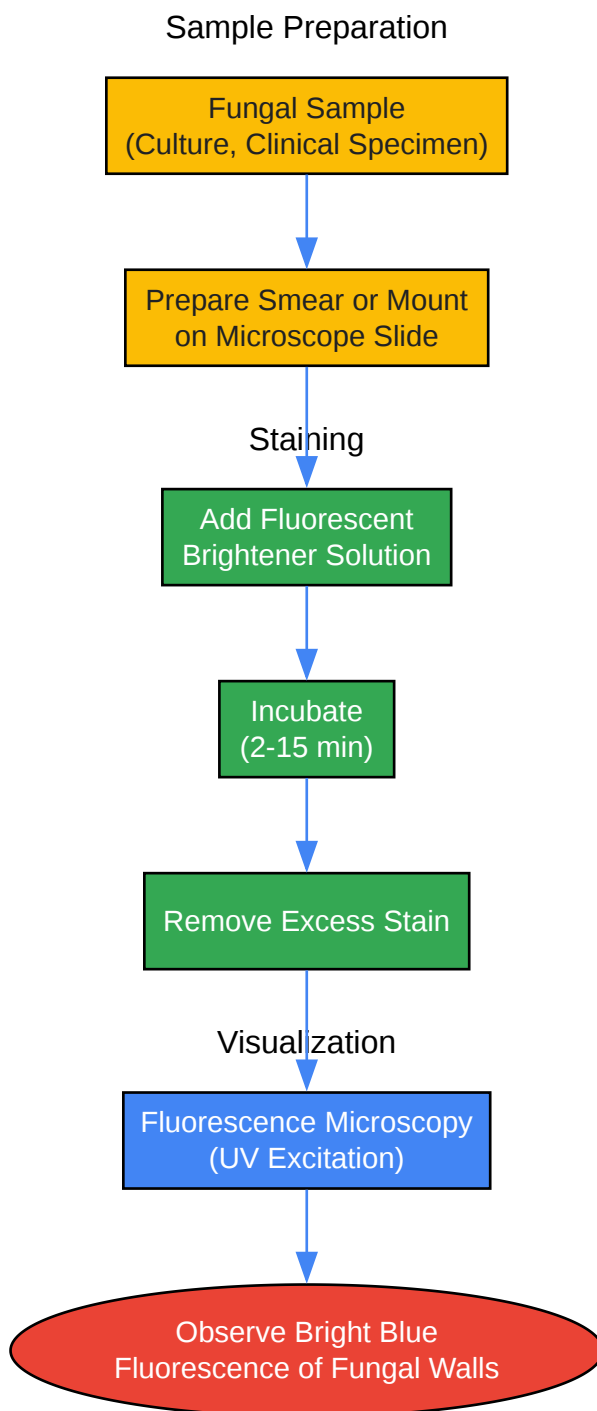 Sample Preparation
Fungal Sample
(Culture, Clinical Specimen)
Prepare Smear or Mount
on Microscope Slide
Staining
Add Fluorescent
Brightener Solution
Incubate
(2-15 min)
Remove Excess Stain
Visualization
Fluorescence Microscopy
(UV Excitation)
Observe Bright Blue
Fluorescence of Fungal Walls